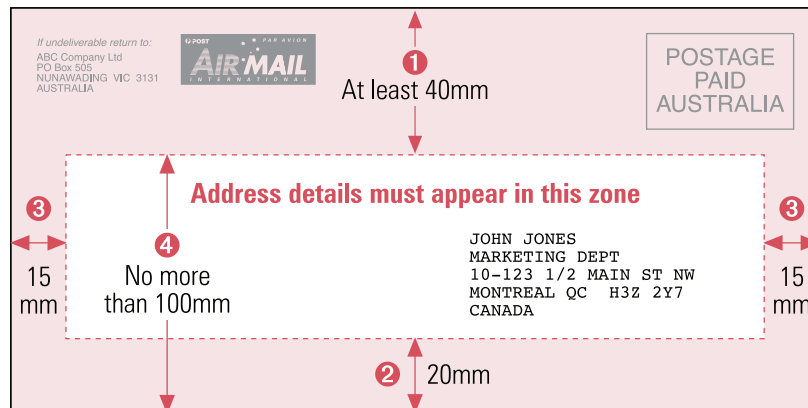 If undeliverable return to:
ABC Company Ltd
PO Box 505
NUNAWADING VIC 3131
AUSTRALIA
POST
PAR AVION
AIR MAIL
INTERNATIONAL
1
At least 40mm
POSTAGE
PAID
AUSTRALIA
Address details must appear in this zone
3
15
mm
4
No more
than 100mm
JOHN JONES
MARKETING DEPT
10-123 1/2 MAIN ST NW
MONTREAL QC  H3Z 2Y7
CANADA
3
15
mm
2
20mm